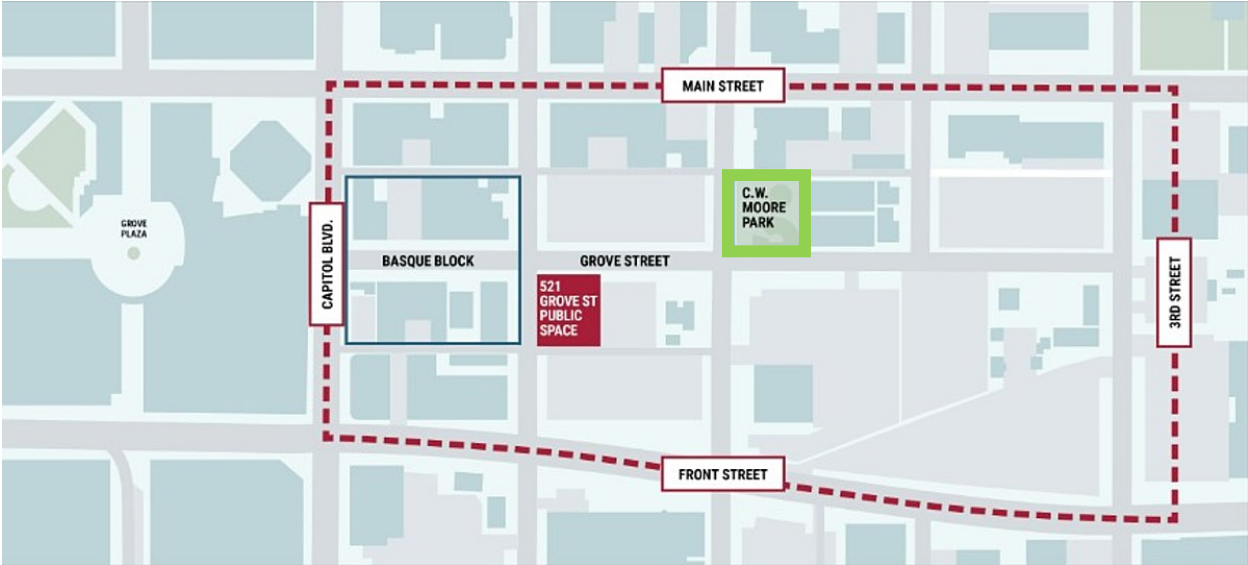 MAIN STREET
C.W.
MOORE
PARK
GROVE
PLAZA
CAPITOL BLVD.
BASQUE BLOCK
GROVE STREET
3RD STREET
521
GROVE ST
PUBLIC
SPACE
FRONT STREET